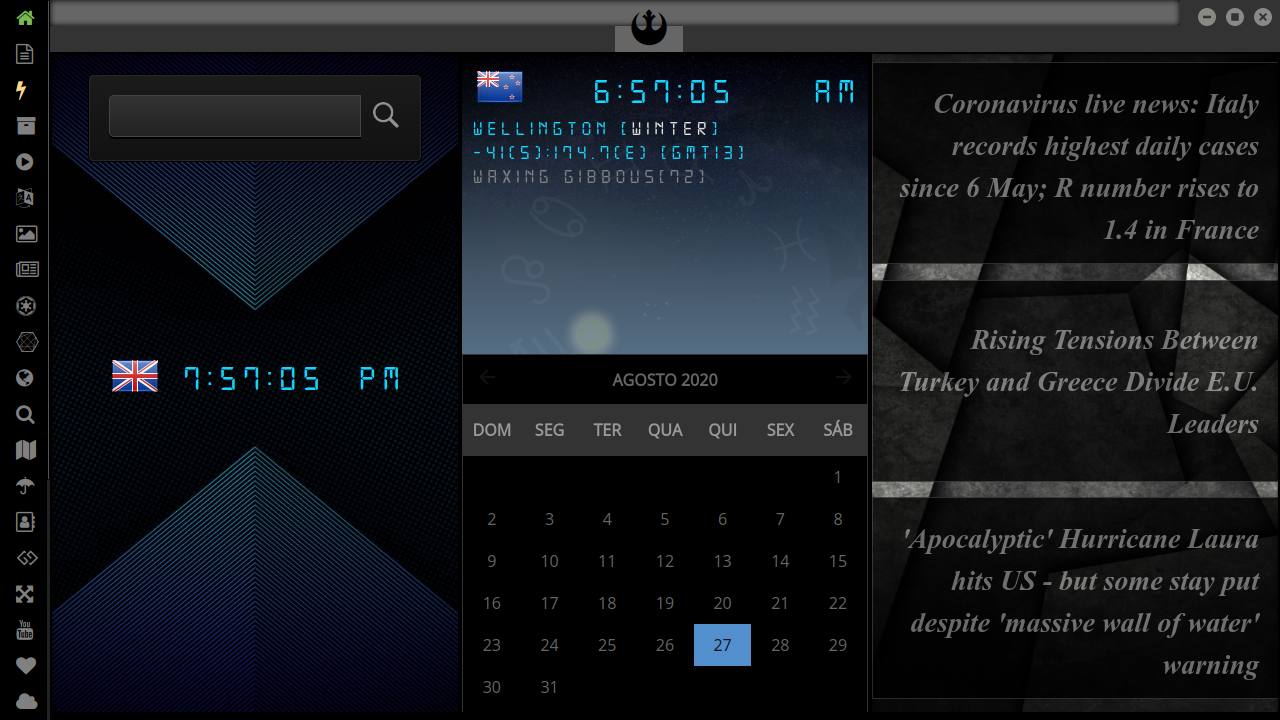 7:57:05 PM
6:57:05 AM
WELLINGTON [WINTER]
-41(S):174.7(E) [GMT13]
WAXING GIBBOUS[72]
AGOSTO 2020
DOM SEG TER QUA QUI SEX SÁB
1
2 3 4 5 6 7 8
9 10 11 12 13 14 15
16 17 18 19 20 21 22
23 24 25 26 27 28 29
30 31
Coronavirus live news: Italy
records highest daily cases
since 6 May; R number rises to
1.4 in France
Rising Tensions Between
Turkey and Greece Divide E.U.
Leaders
'Apocalyptic' Hurricane Laura
hits US - but some stay put
despite 'massive wall of water'
warning
You
Tube